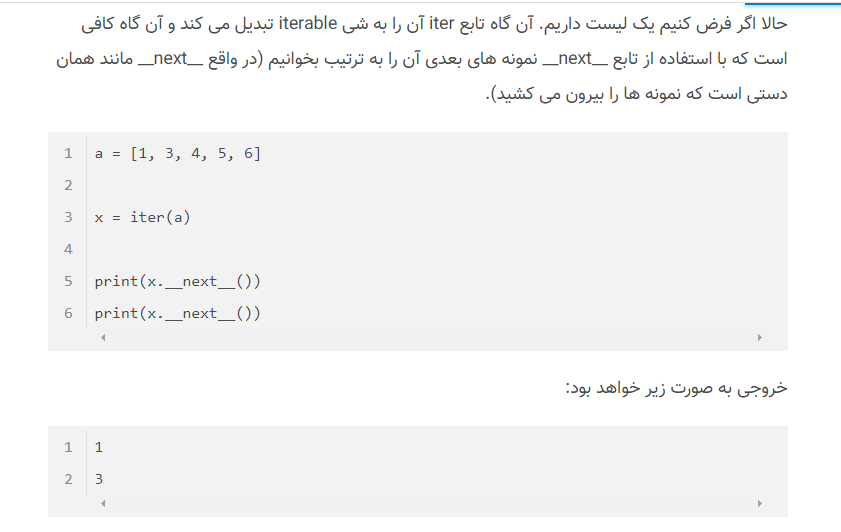 حالا اگر فرض کنیم یک لیست داریم. آن گاه تابع iter آن را به شی iterable تبدیل می کند و آن گاه کافی
است که با استفاده از تابع __next__ نمونه های بعدی آن را به ترتیب بخوانیم (در واقع __next__ مانند همان
دستی است که نمونه ها را بیرون می کشید).
1 a = [1, 3, 4, 5, 6]
2
3 x = iter(a)
4
5 print(x.__next__())
6 print(x.__next__())
خروجی به صورت زیر خواهد بود:
1 1
2 3